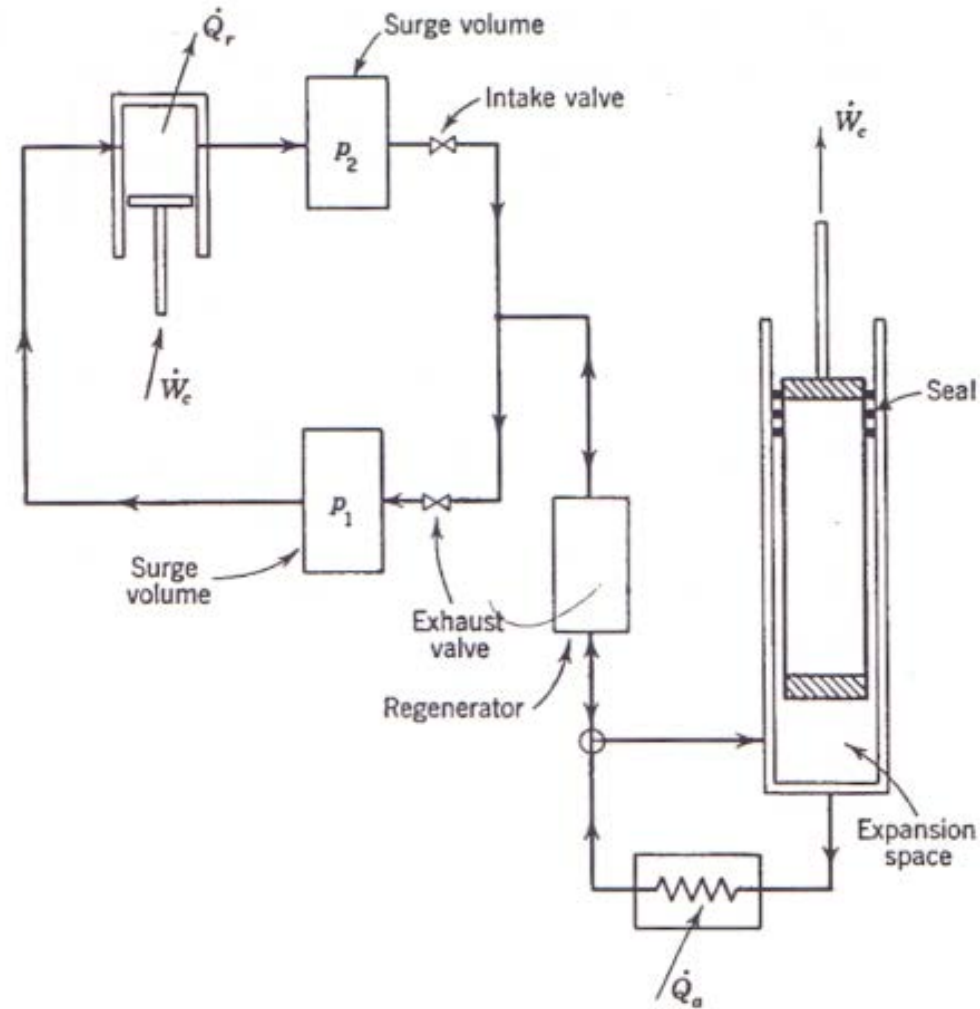 Q̇r
Surge volume
Intake valve
p2
Ẇe
Ẇc
Seal
p1
Surge
volume
Exhaust
valve
Regenerator
Expansion
space
Q̇a